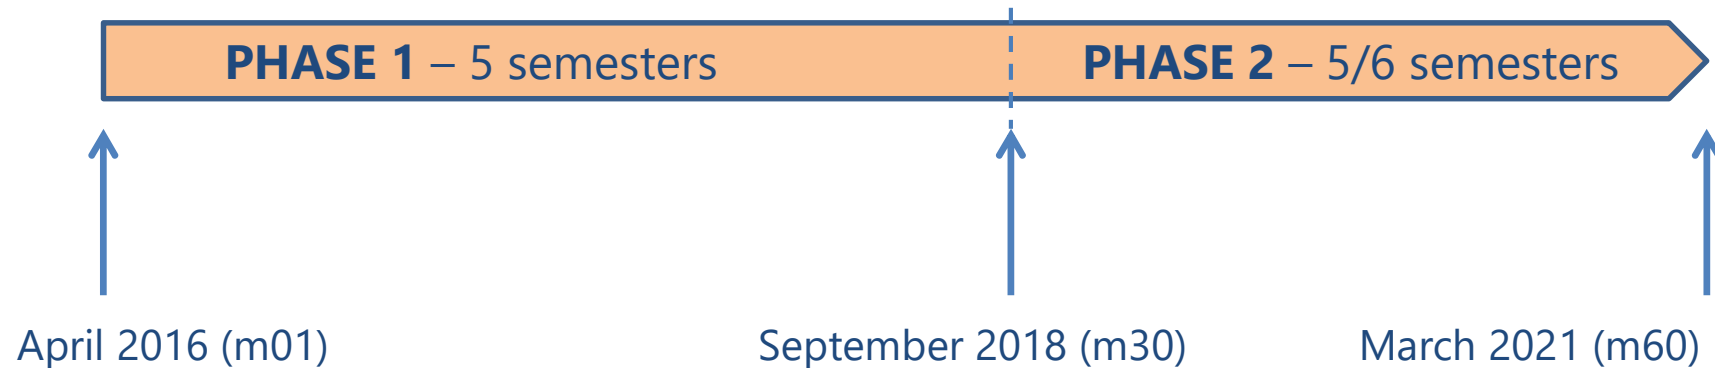 PHASE 1 – 5 semesters
PHASE 2 – 5/6 semesters
April 2016 (m01)
September 2018 (m30)
March 2021 (m60)